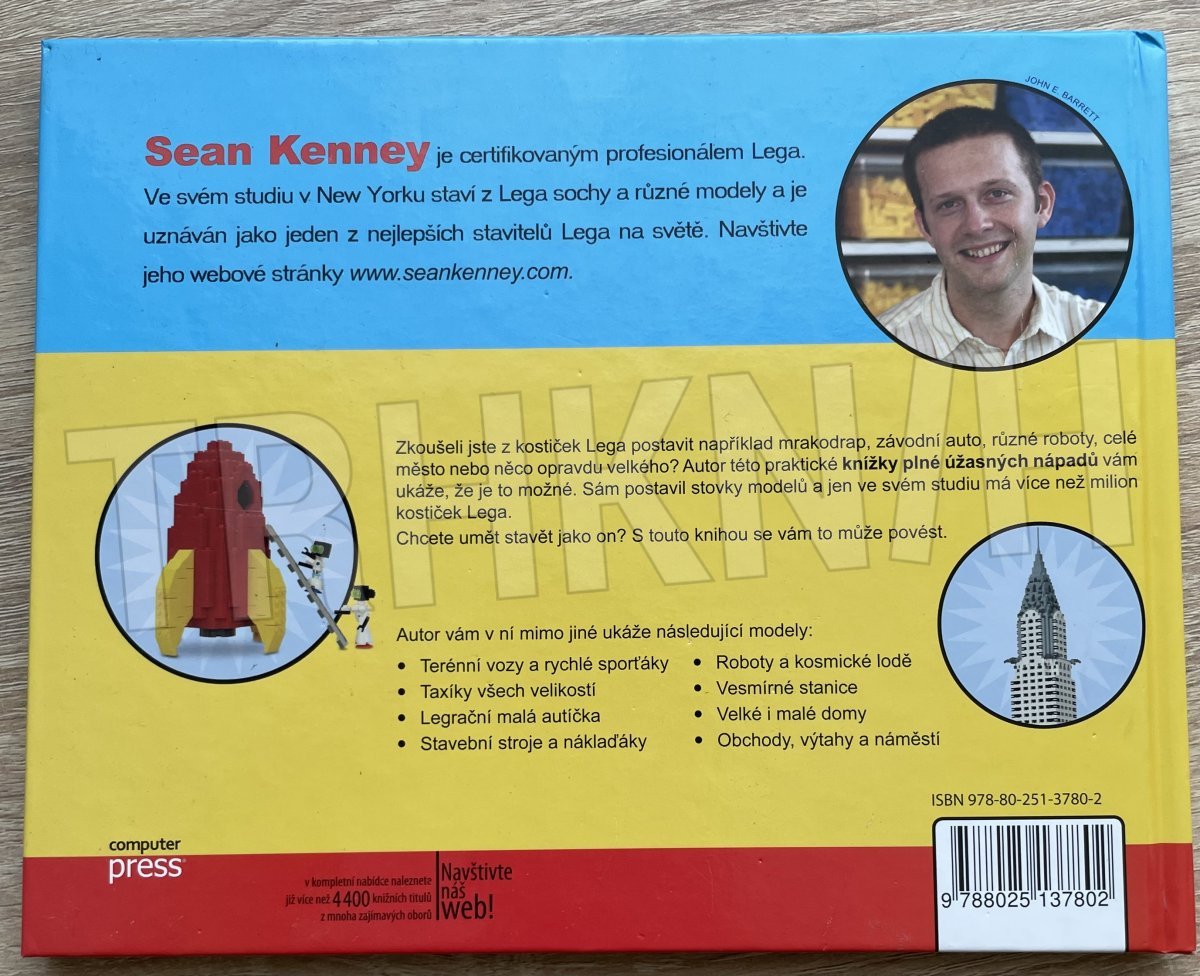 JOHN E. BARRETT
Sean Kenney je certifikovaným profesionálem Lega.
Ve svém studiu v New Yorku staví z Lega sochy a různé modely a je
uznáván jako jeden z nejlepších stavitelů Lega na světě. Navštivte
jeho webové stránky www.seankenney.com.
TRHKNIH
Zkoušeli jste z kostiček Lega postavit například mrakodrap, závodní auto, různé roboty, celé
město nebo něco opravdu velkého? Autor této praktické knížky plné úžasných nápadů vám
ukáže, že je to možné. Sám postavil stovky modelů a jen ve svém studiu má více než milion
kostiček Lega.
Chcete umět stavět jako on? S touto knihou se vám to může povést.
Autor vám v ní mimo jiné ukáže následující modely:
• Terénní vozy a rychlé sporťáky
• Taxíky všech velikostí
• Legrační malá autíčka
• Stavební stroje a náklaďáky
• Roboty a kosmické lodě
• Vesmírné stanice
• Velké i malé domy
• Obchody, výtahy a náměstí
ISBN 978-80-251-3780-2
9 788025 137802
computer
press®
v kompletní nabídce naleznete
již více než 4 400 knižních titulů
z mnoha zajímavých oborů
Navštivte
náš
web!